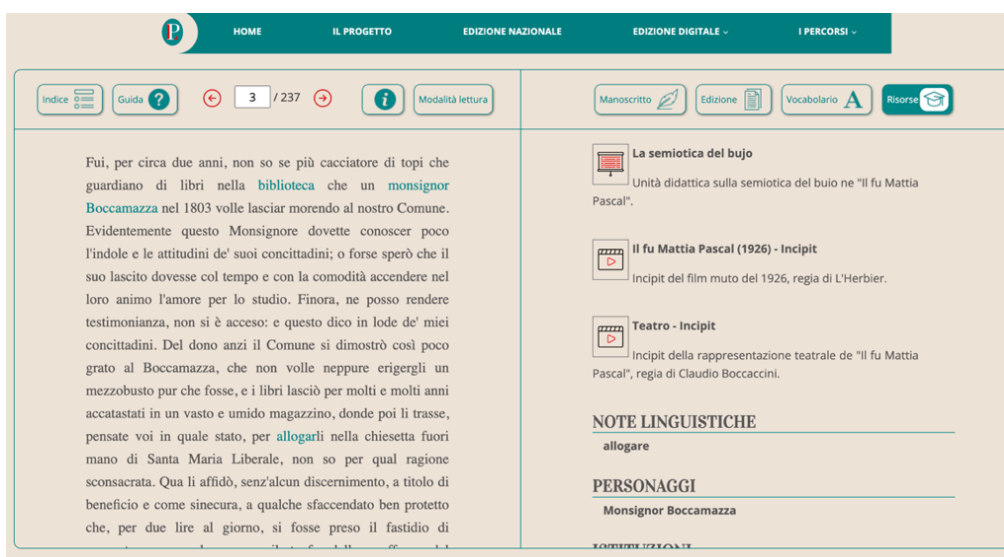 P.
HOME
IL PROGETTO
EDIZIONE NAZIONALE
EDIZIONE DIGITALE
I PERCORSI
Indice
Guida ?
3 / 237
i
Modalità lettura
Manoscritto
Edizione
Vocabolario A
Risorse
Fui, per circa due anni, non so se più cacciatore di topi che
guardiano di libri nella biblioteca che un monsignor
Boccamazza nel 1803 volle lasciar morendo al nostro Comune.
Evidentemente questo Monsignore dovette conoscer poco
l'indole e le attitudini de' suoi concittadini; o forse sperò che il
suo lascito dovesse col tempo e con la comodità accendere nel
loro animo l'amore per lo studio. Finora, ne posso rendere
testimonianza, non si è acceso: e questo dico in lode de' miei
concittadini. Del dono anzi il Comune si dimostrò così poco
grato al Boccamazza, che non volle neppure erigergli un
mezzobusto pur che fosse, e i libri lasciò per molti e molti anni
accatastati in un vasto e umido magazzino, donde poi li trasse,
pensate voi in quale stato, per allogarli nella chiesetta fuori
mano di Santa Maria Liberale, non so per qual ragione
sconsacrata. Qua li affidò, senz'alcun discernimento, a titolo di
beneficio e come sinecura, a qualche sfaccendato ben protetto
che, per due lire al giorno, si fosse preso il fastidio di
La semiotica del bujo
Unità didattica sulla semiotica del buio ne "Il fu Mattia
Pascal".
Il fu Mattia Pascal (1926) - Incipit
Incipit del film muto del 1926, regia di L'Herbier.
Teatro - Incipit
Incipit della rappresentazione teatrale de "Il fu Mattia
Pascal", regia di Claudio Boccaccini.
NOTE LINGUISTICHE
allogare
PERSONAGGI
Monsignor Boccamazza
ISTITUZIONI